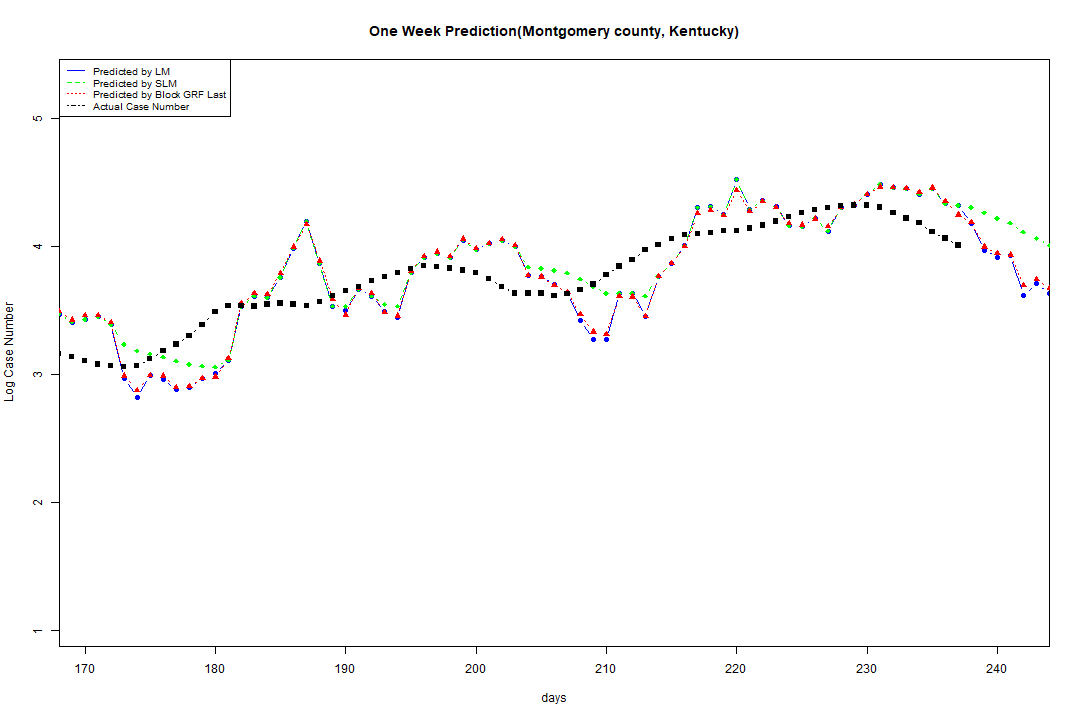 One Week Prediction(Montgomery county, Kentucky)
Predicted by LM
Predicted by SLM
Predicted by Block GRF Last
Actual Case Number
5
4
3
2
1
Log Case Number
170 180 190 200 210 220 230 240
days